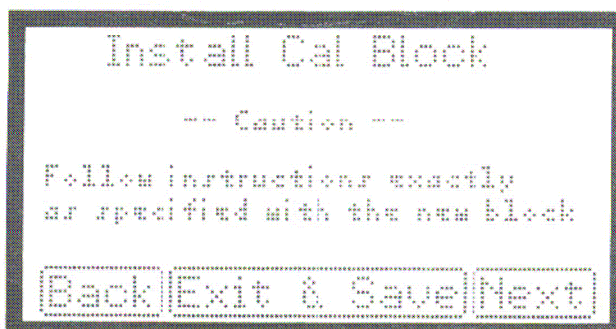 Install Cal Block
-- Caution --
Follow instructions exactly
as specified with the new block
Back Exit & Save Next